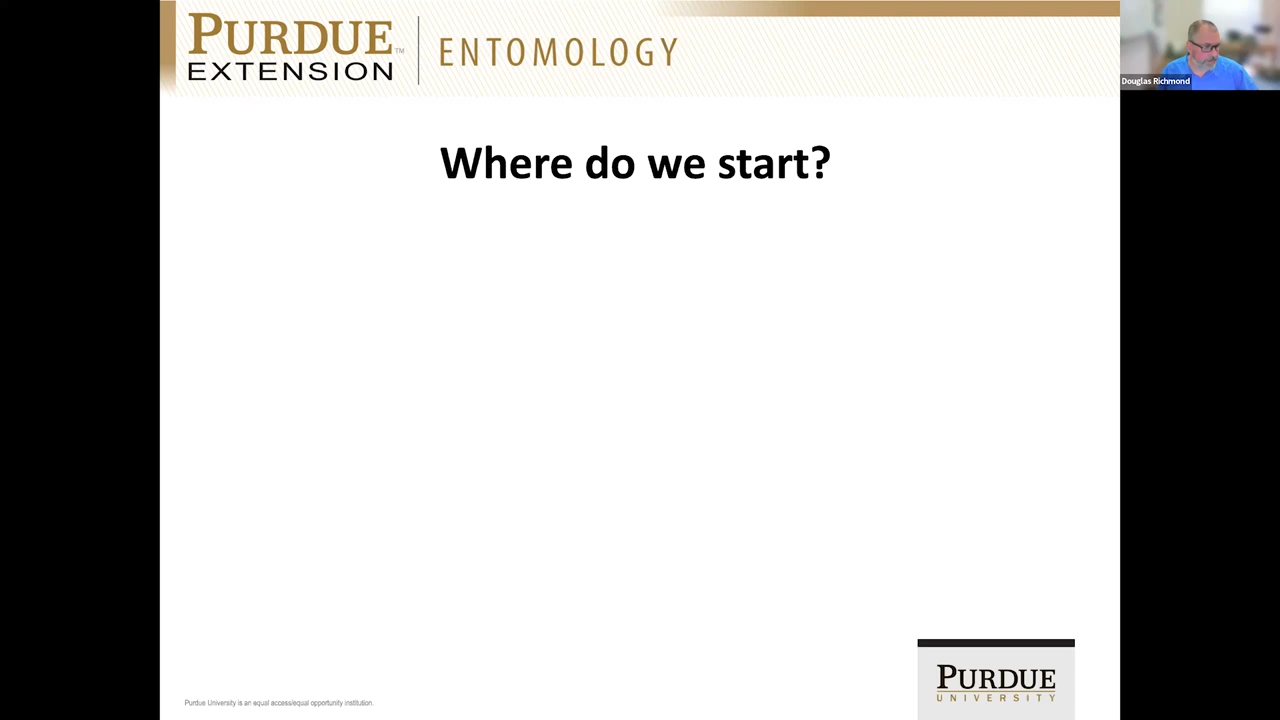 PURDUE™
EXTENSION
ENTOMOLOGY
Douglas Richmond
Where do we start?
PURDUE
UNIVERSITY
Purdue University is an equal access/equal opportunity institution.